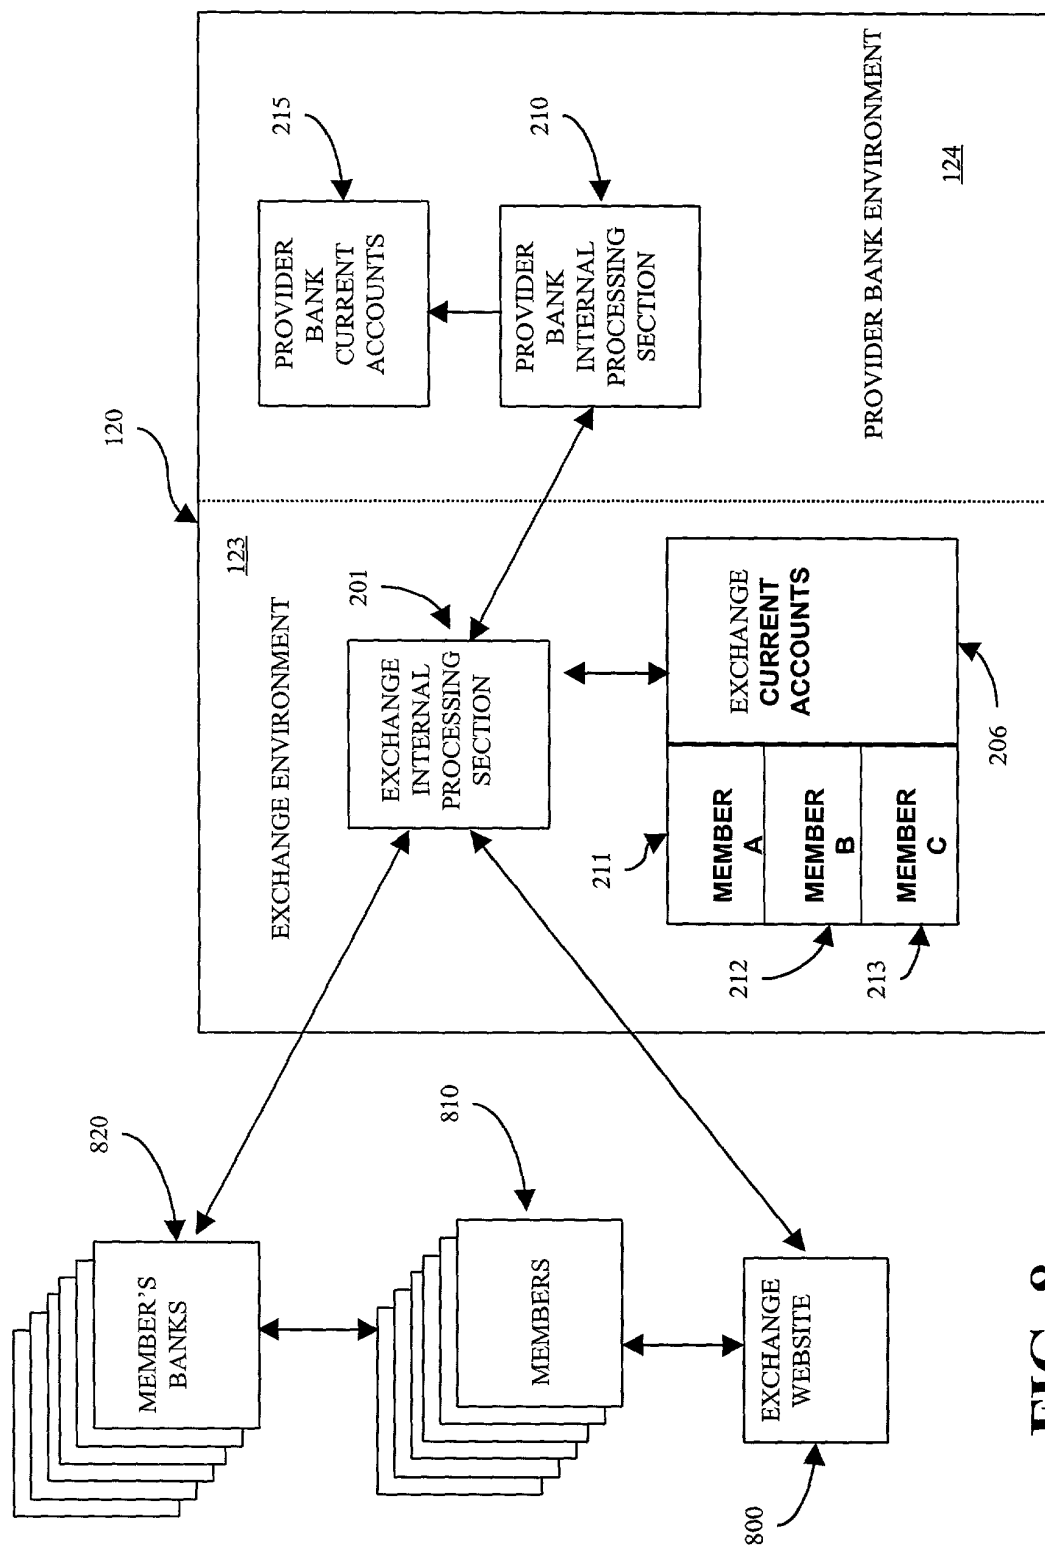 820
MEMBER'S
BANKS
810
MEMBERS
800
EXCHANGE
WEBSITE
120
EXCHANGE ENVIRONMENT
123
201
EXCHANGE
INTERNAL
PROCESSING
SECTION
211
212
213
MEMBER
A
MEMBER
B
MEMBER
C
EXCHANGE
CURRENT
ACCOUNTS
206
215
PROVIDER
BANK
CURRENT
ACCOUNTS
210
PROVIDER
BANK
INTERNAL
PROCESSING
SECTION
PROVIDER BANK ENVIRONMENT
124
FIG. 8